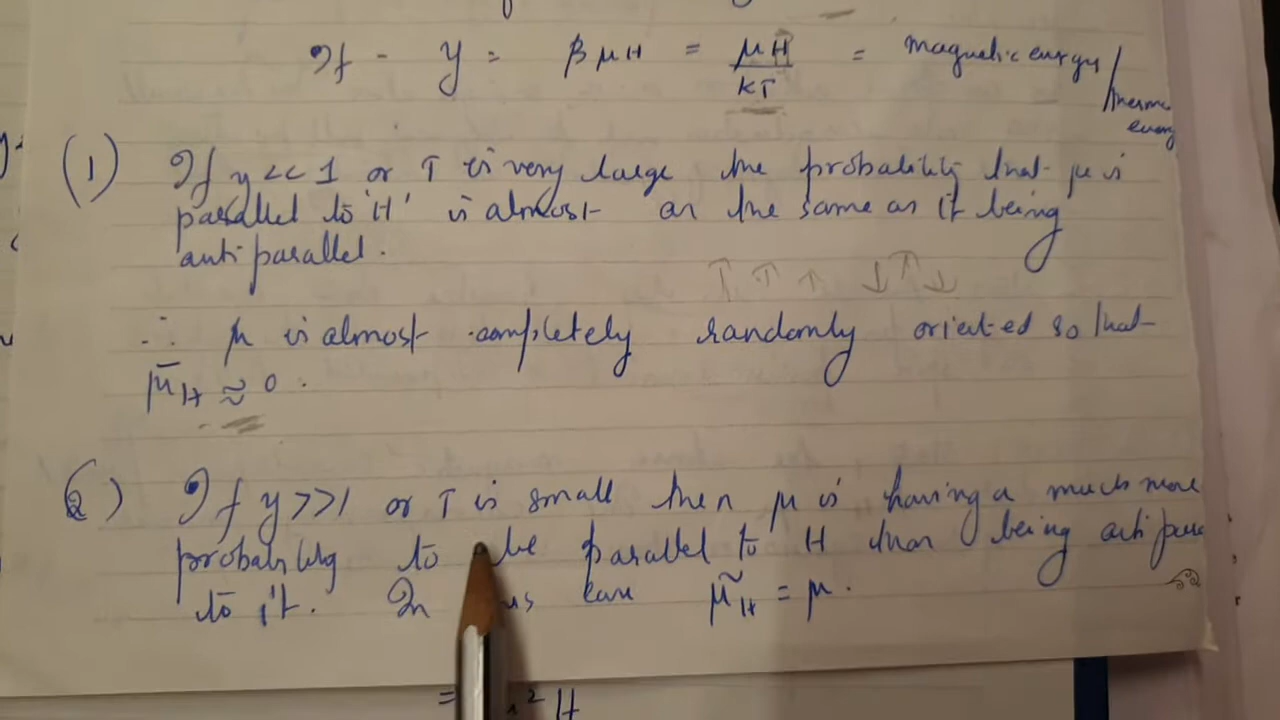 If - y = βμH = μH/kT = magnetic energy / thermal energy
(1) If y << 1 or T is very large the probability that μ is
parallel to 'H' is almost as the same as it being
antiparallel.
↑ ↑ ↑ ↓ ↑ ↓
∴ μ is almost completely randomly oriented so that
μ̄H ≈ 0.
(2) If y >> 1 or T is small then μ is having a much more
probability to be parallel to H than being anti para
to it. In case μ̃H = μ.
= ² H